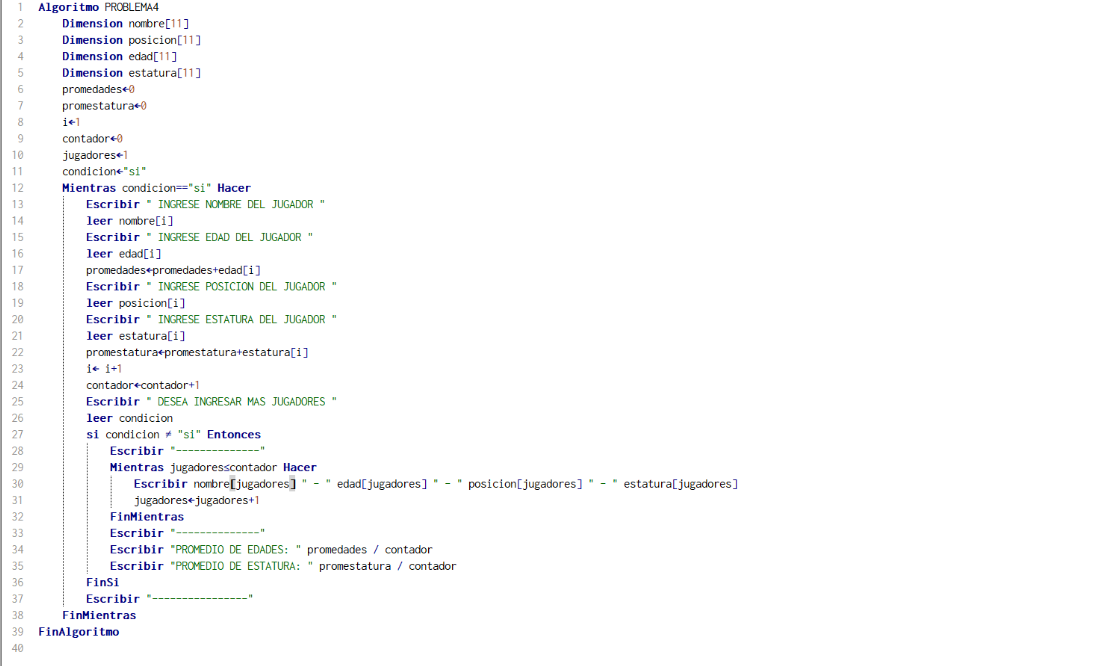 1 Algoritmo PROBLEMA4
2 Dimension nombre[11]
3 Dimension posicion[11]
4 Dimension edad[11]
5 Dimension estatura[11]
6 promedades←0
7 promestatura←0
8 i←1
9 contador←0
10 jugadores←1
11 condicion←"si"
12 Mientras condicion=="si" Hacer
13 Escribir " INGRESE NOMBRE DEL JUGADOR "
14 leer nombre[i]
15 Escribir " INGRESE EDAD DEL JUGADOR "
16 leer edad[i]
17 promedades←promedades+edad[i]
18 Escribir " INGRESE POSICION DEL JUGADOR "
19 leer posicion[i]
20 Escribir " INGRESE ESTATURA DEL JUGADOR "
21 leer estatura[i]
22 promestatura←promestatura+estatura[i]
23 i← i+1
24 contador←contador+1
25 Escribir " DESEA INGRESAR MAS JUGADORES "
26 leer condicion
27 si condicion ≠ "si" Entonces
28 Escribir "--------------"
29 Mientras jugadores≤contador Hacer
30 Escribir nombre[jugadores] " - " edad[jugadores] " - " posicion[jugadores] " - " estatura[jugadores]
31 jugadores←jugadores+1
32 FinMientras
33 Escribir "--------------"
34 Escribir "PROMEDIO DE EDADES: " promedades / contador
35 Escribir "PROMEDIO DE ESTATURA: " promestatura / contador
36 FinSi
37 Escribir "----------------"
38 FinMientras
39 FinAlgoritmo
40